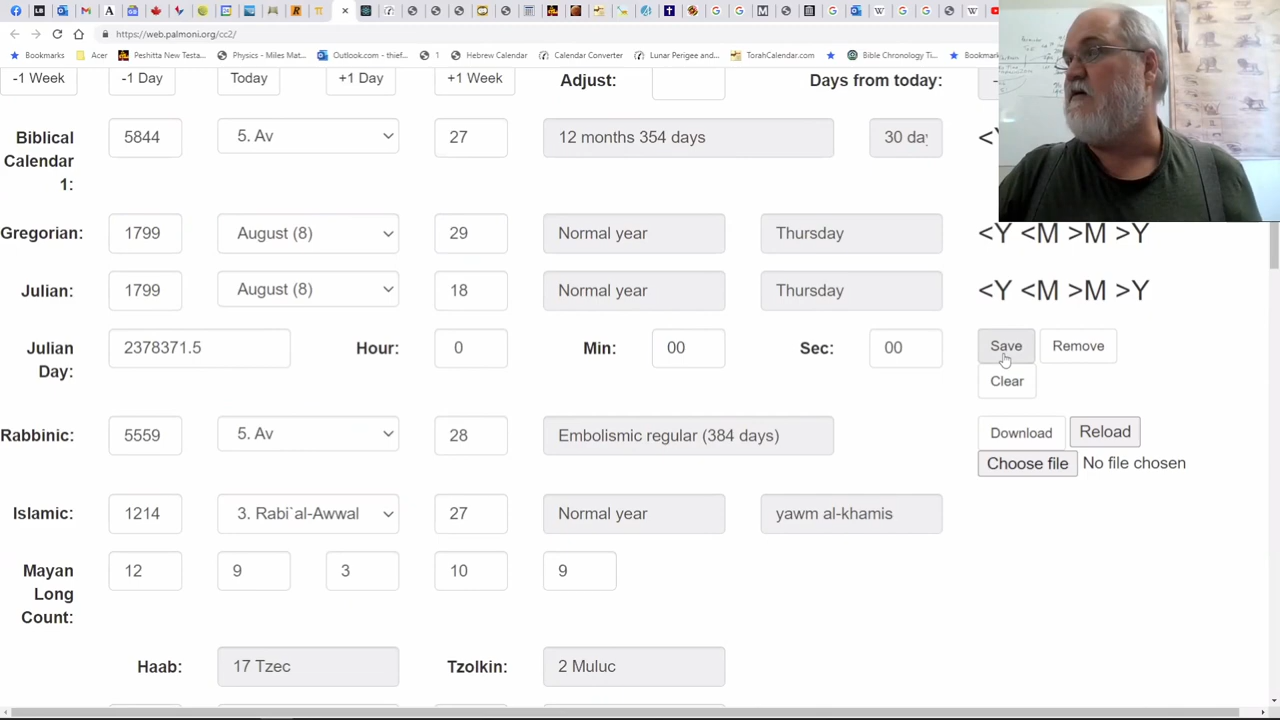 https://web.palmoni.org/cc2/
Bookmarks Acer Peshitta New Testa... Physics - Miles Mat... Outlook.com - thief... 1 Hebrew Calendar Calendar Converter Lunar Perigee and... TorahCalendar.com Bible Chronology Ti... Bookmarks
-1 Week -1 Day Today +1 Day +1 Week Adjust: Days from today:
Biblical Calendar 1: 5844 5. Av 27 12 months 354 days 30 day
Gregorian: 1799 August (8) 29 Normal year Thursday <Y <M >M >Y
Julian: 1799 August (8) 18 Normal year Thursday <Y <M >M >Y
Julian Day: 2378371.5 Hour: 0 Min: 00 Sec: 00 Save Remove
Clear
Rabbinic: 5559 5. Av 28 Embolismic regular (384 days) Download Reload
Choose file No file chosen
Islamic: 1214 3. Rabi`al-Awwal 27 Normal year yawm al-khamis
Mayan Long Count: 12 9 3 10 9
Haab: 17 Tzec Tzolkin: 2 Muluc